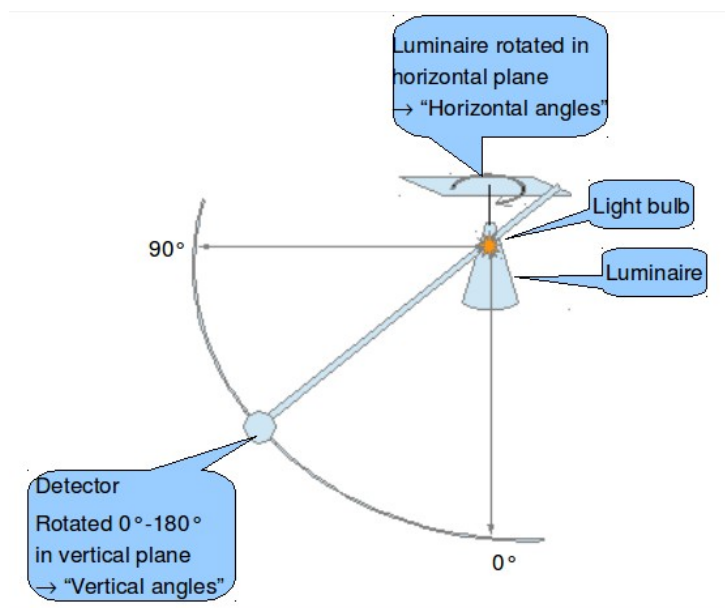 Luminaire rotated in
horizontal plane
→ “Horizontal angles”
Light bulb
90°
Luminaire
Detector
Rotated 0°-180°
in vertical plane
→ “Vertical angles”
0°